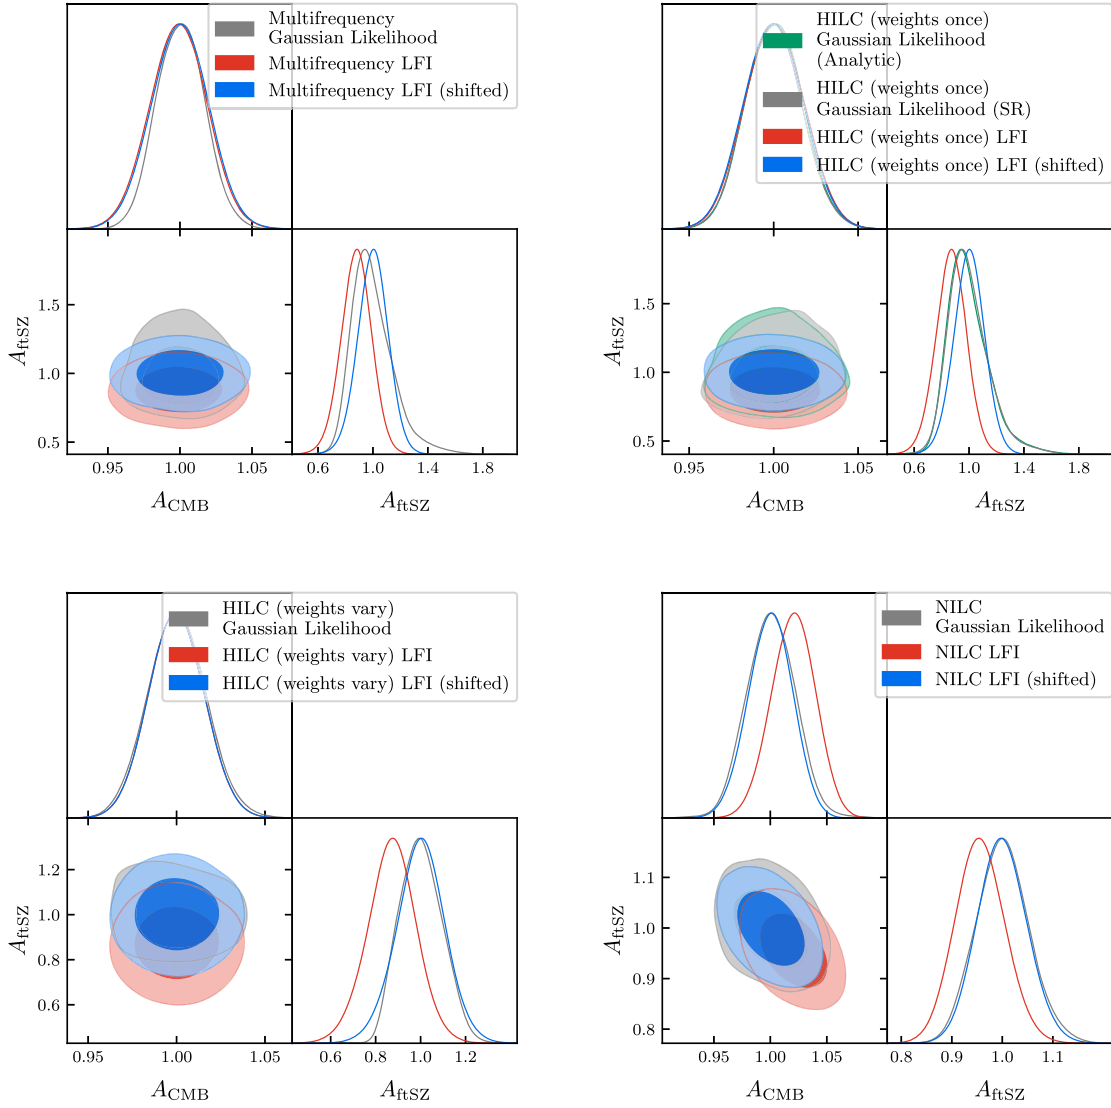 Multifrequency
Gaussian Likelihood
Multifrequency LFI
Multifrequency LFI (shifted)
A_ftSZ
1.5
1.0
0.5
0.95 1.00 1.05
A_CMB
0.6 1.0 1.4 1.8
A_ftSZ
HILC (weights once)
Gaussian Likelihood
(Analytic)
HILC (weights once)
Gaussian Likelihood (SR)
HILC (weights once) LFI
HILC (weights once) LFI (shifted)
A_ftSZ
1.5
1.0
0.5
0.95 1.00 1.05
A_CMB
0.6 1.0 1.4 1.8
A_ftSZ
HILC (weights vary)
Gaussian Likelihood
HILC (weights vary) LFI
HILC (weights vary) LFI (shifted)
A_ftSZ
1.2
1.0
0.8
0.6
0.95 1.00 1.05
A_CMB
0.6 0.8 1.0 1.2
A_ftSZ
NILC
Gaussian Likelihood
NILC LFI
NILC LFI (shifted)
A_ftSZ
1.1
1.0
0.9
0.8
0.95 1.00 1.05
A_CMB
0.8 0.9 1.0 1.1
A_ftSZ